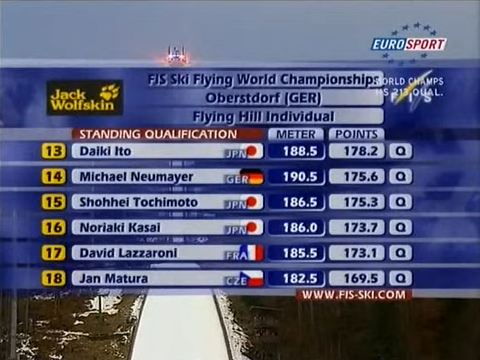 EUROSPORT
FIS Ski Flying World Championships
WORLD CHAMPS
Jack Wolfskin
Oberstdorf (GER)
HS 213 QUAL.
FIS
Flying Hill Individual
STANDING QUALIFICATION METER POINTS
13 Daiki Ito JPN 188.5 178.2 Q
14 Michael Neumayer GER 190.5 175.6 Q
15 Shohhei Tochimoto JPN 186.5 175.3 Q
16 Noriaki Kasai JPN 186.0 173.7 Q
17 David Lazzaroni FRA 185.5 173.1 Q
18 Jan Matura CZE 182.5 169.5 Q
WWW.FIS-SKI.COM